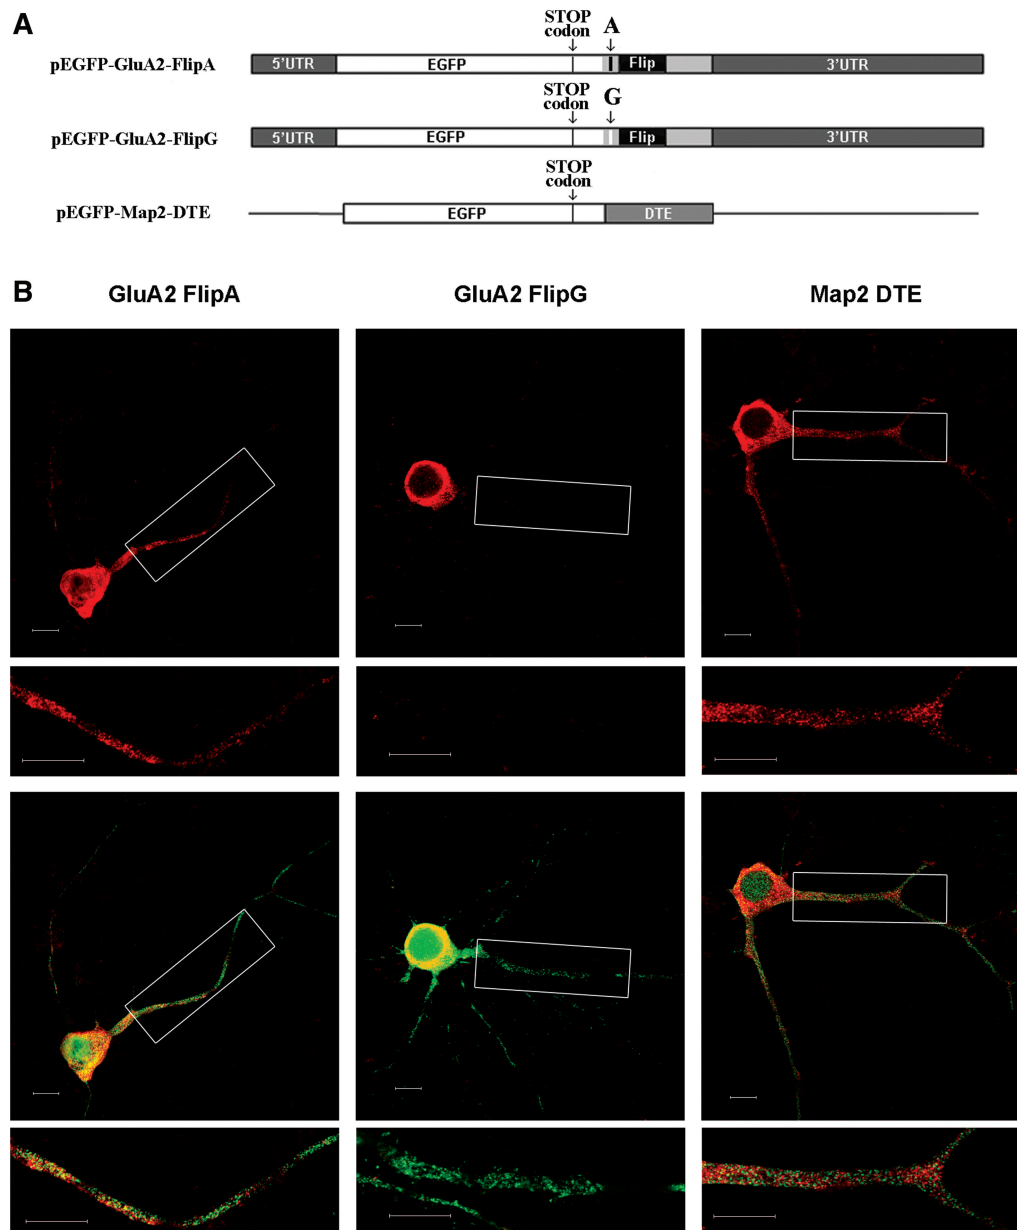 A
STOP
codon
A
pEGFP-GluA2-FlipA
5'UTR
EGFP
Flip
3'UTR
STOP
codon
G
pEGFP-GluA2-FlipG
5'UTR
EGFP
Flip
3'UTR
STOP
codon
pEGFP-Map2-DTE
EGFP
DTE
B
GluA2 FlipA
GluA2 FlipG
Map2 DTE